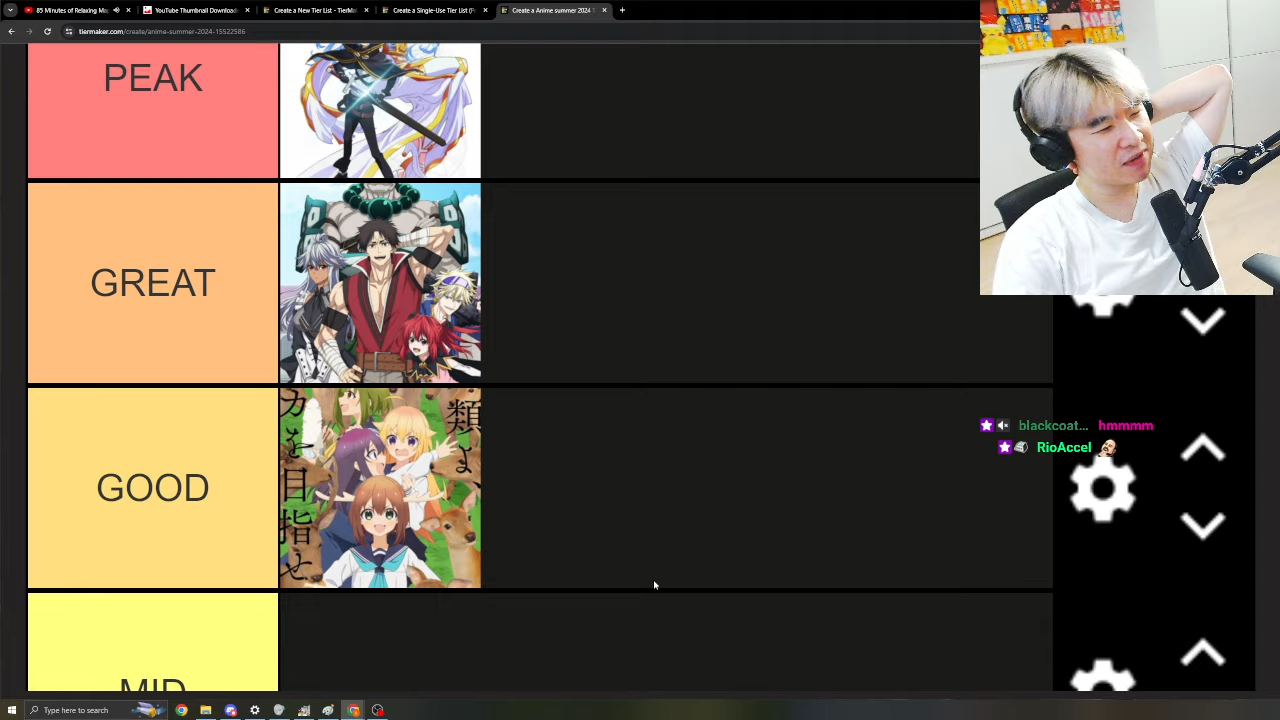 85 Minutes of Relaxing Ma
YouTube Thumbnail Download
Create a New Tier List - TierMa
Create a Single-Use Tier List (P
Create a Anime summer 2024 T
tiermaker.com/create/anime-summer-2024-15522586
PEAK
GREAT
GOOD
類よ、
カを目指せ
MID
blackcoat... hmmmm
RioAccel
Type here to search